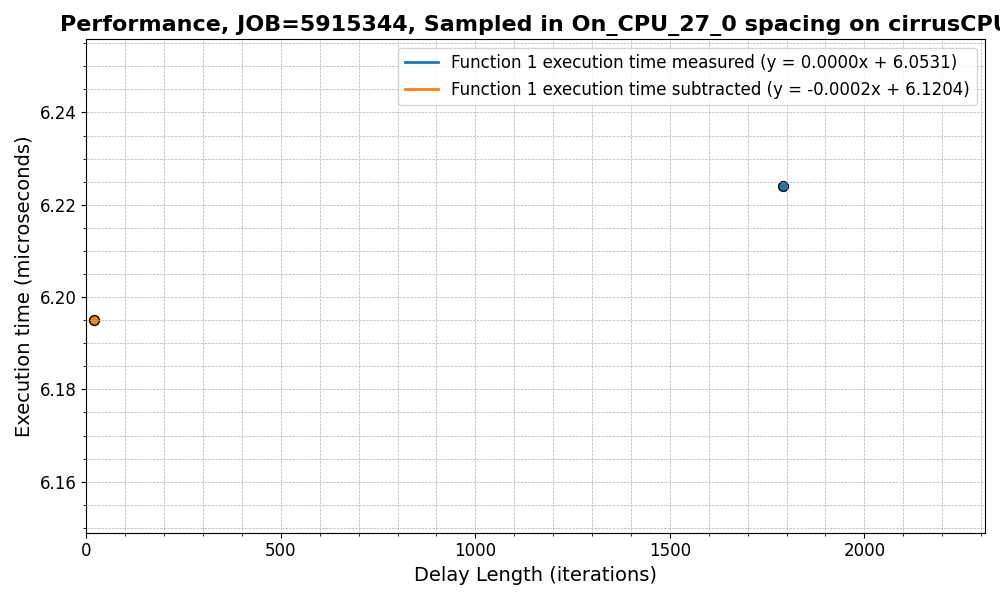 Performance, JOB=5915344, Sampled in On_CPU_27_0 spacing on cirrusCPU
Function 1 execution time measured (y = 0.0000x + 6.0531)
Function 1 execution time subtracted (y = -0.0002x + 6.1204)
Execution time (microseconds)
6.24
6.22
6.20
6.18
6.16
0 500 1000 1500 2000
Delay Length (iterations)